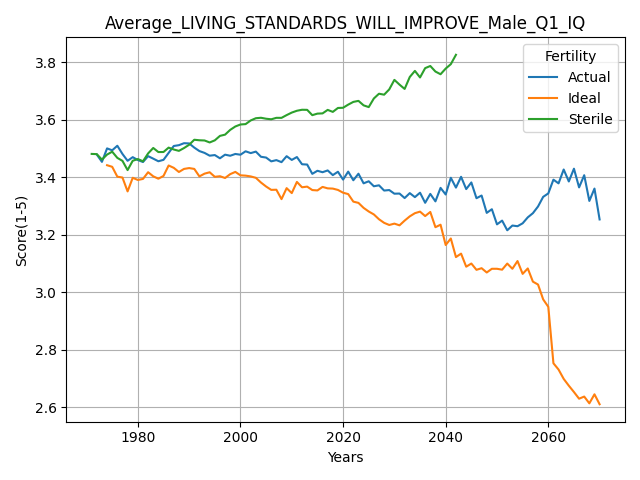 Average_LIVING_STANDARDS_WILL_IMPROVE_Male_Q1_IQ
Fertility
Actual
Ideal
Sterile
3.8
3.6
3.4
3.2
3.0
2.8
2.6
Score(1-5)
1980 2000 2020 2040 2060
Years